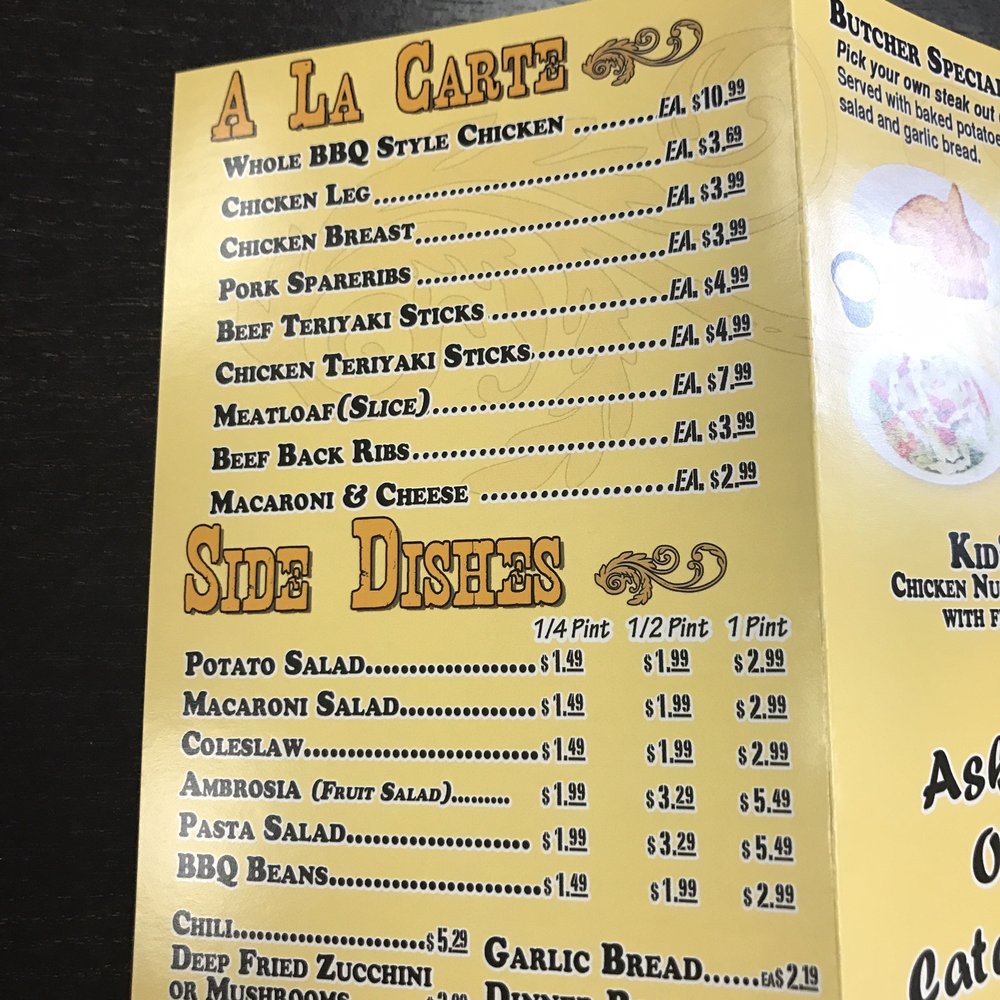 A La Carte
Whole BBQ Style Chicken .........EA. $10.99
Chicken Leg..............................EA. $3.69
Chicken Breast..........................EA. $3.99
Pork Spareribs..........................EA. $3.99
Beef Teriyaki Sticks ..................EA. $4.99
Chicken Teriyaki Sticks..............EA. $4.99
Meatloaf (Slice)........................EA. $7.99
Beef Back Ribs..........................EA. $3.99
Macaroni & Cheese ...................EA. $2.99
Side Dishes
1/4 Pint 1/2 Pint 1 Pint
Potato Salad....................$1.49 $1.99 $2.99
Macaroni Salad................$1.49 $1.99 $2.99
Coleslaw...........................$1.49 $1.99 $2.99
Ambrosia (Fruit Salad)......... $1.99 $3.29 $5.49
Pasta Salad..................... $1.99 $3.29 $5.49
BBQ Beans.........................$1.49 $1.99 $2.99
Chili.......................$5.29
Deep Fried Zucchini
or Mushrooms
Garlic Bread......EA$2.19
Butcher
Pick your own steak out
Served with baked
salad and garlic bread.
Chicken
with